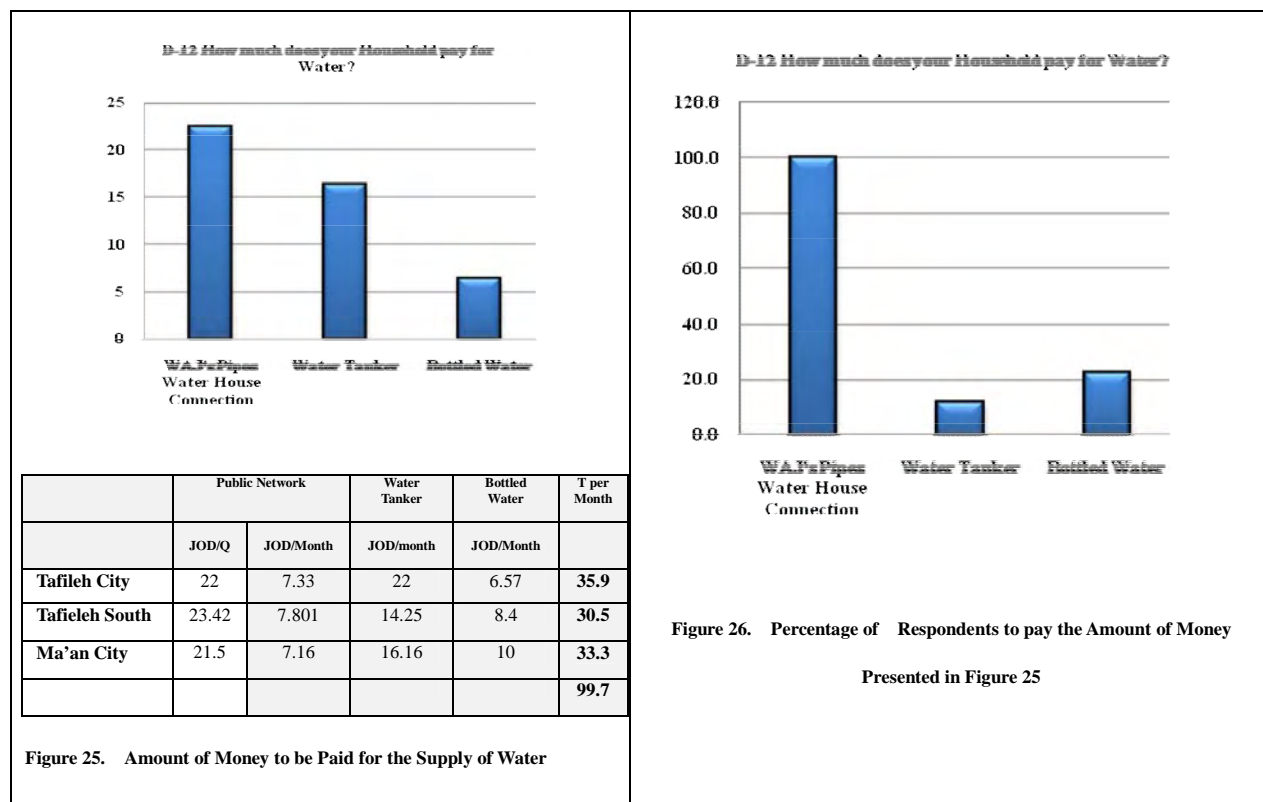 D-12 How much does your Household pay for
Water?
25
20
15
10
5
0
WAJ's Pipes
Water House
Connection
Water Tanker
Bottled Water
Public Network
Water
Tanker
Bottled
Water
T per
Month
JOD/Q
JOD/Month
JOD/month
JOD/Month
Tafileh City
22
7.33
22
6.57
35.9
Tafieleh South
23.42
7.801
14.25
8.4
30.5
Ma'an City
21.5
7.16
16.16
10
33.3
99.7
Figure 25. Amount of Money to be Paid for the Supply of Water
D-12 How much does your Household pay for Water?
120.0
100.0
80.0
60.0
40.0
20.0
0.0
WAJ's Pipes
Water House
Connection
Water Tanker
Bottled Water
Figure 26. Percentage of Respondents to pay the Amount of Money
Presented in Figure 25